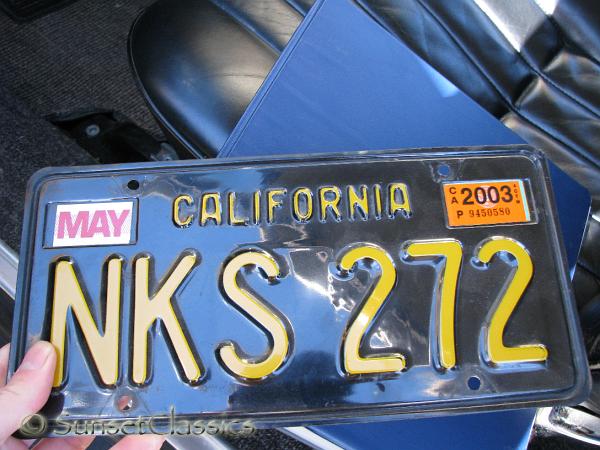 MAY
CALIFORNIA
CA 2003
P 9450580
NKS 272
© SunsetClassics